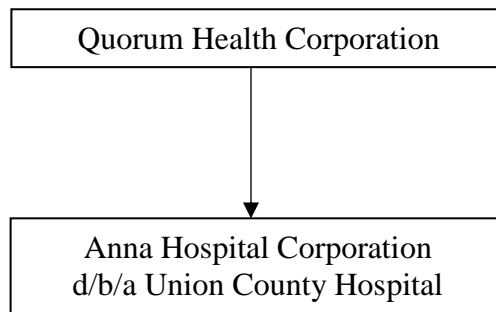 Quorum Health Corporation
Anna Hospital Corporation
d/b/a Union County Hospital